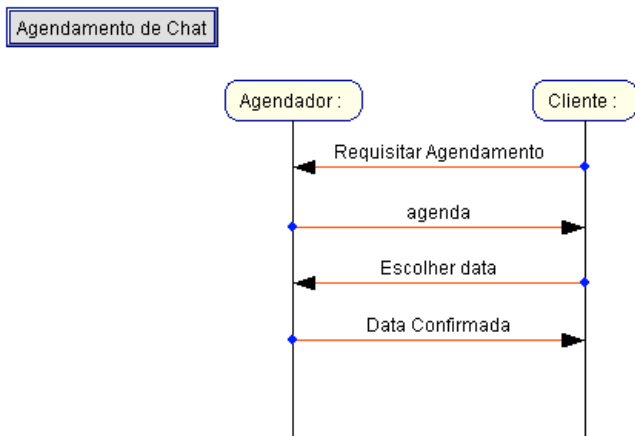 Agendamento de Chat
Agendador :
Cliente :
Requisitar Agendamento
agenda
Escolher data
Data Confirmada